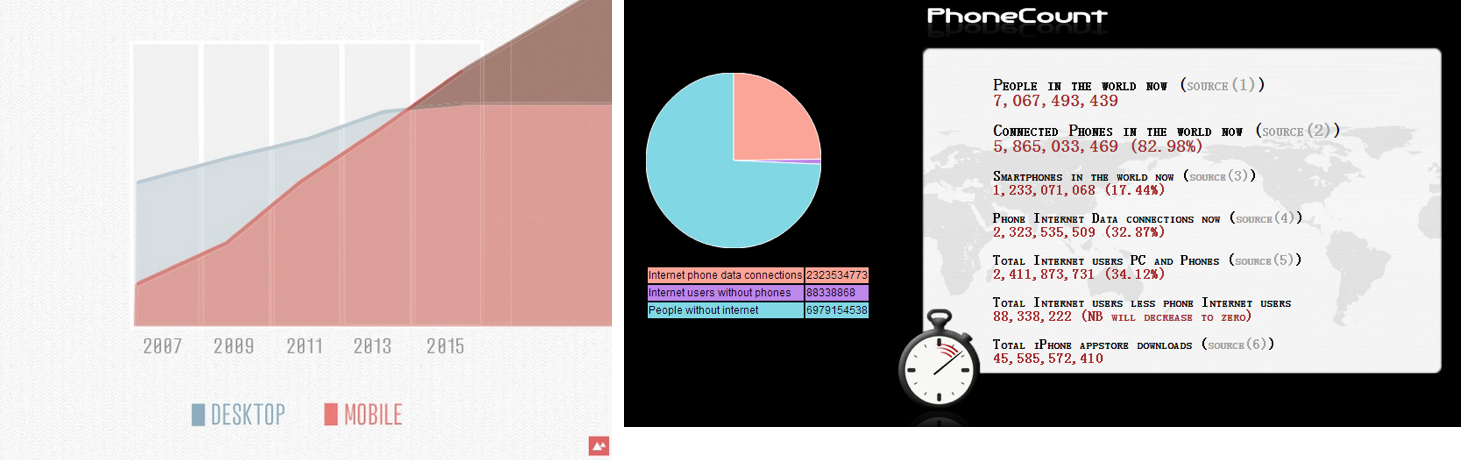 2007 2009 2011 2013 2015
DESKTOP MOBILE
PhoneCount
Internet phone data connections 2323534773
Internet users without phones 88338868
People without internet 6979154538
People in the world now (source(1))
7,067,493,439
Connected Phones in the world now (source(2))
5,865,033,469 (82.98%)
Smartphones in the world now (source(3))
1,233,071,068 (17.44%)
Phone Internet Data connections now (source(4))
2,323,535,509 (32.87%)
Total Internet users PC and Phones (source(5))
2,411,873,731 (34.12%)
Total Internet users less phone Internet users
88,338,222 (NB will decrease to zero)
Total iPhone appstore downloads (source(6))
45,585,572,410